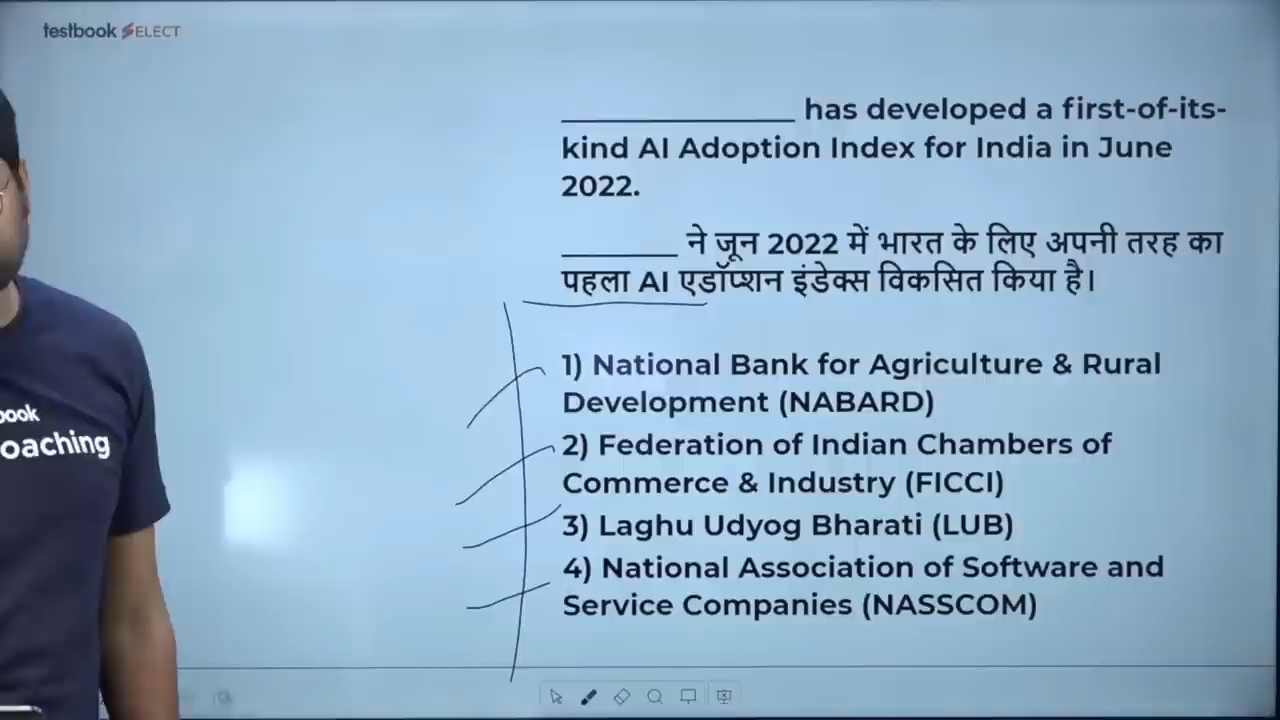 testbook SELECT
____________ has developed a first-of-its-
kind AI Adoption Index for India in June
2022.
______ ने जून 2022 में भारत के लिए अपनी तरह का
पहला AI एडॉप्शन इंडेक्स विकसित किया है।
1) National Bank for Agriculture & Rural
Development (NABARD)
2) Federation of Indian Chambers of
Commerce & Industry (FICCI)
3) Laghu Udyog Bharati (LUB)
4) National Association of Software and
Service Companies (NASSCOM)
book
oaching